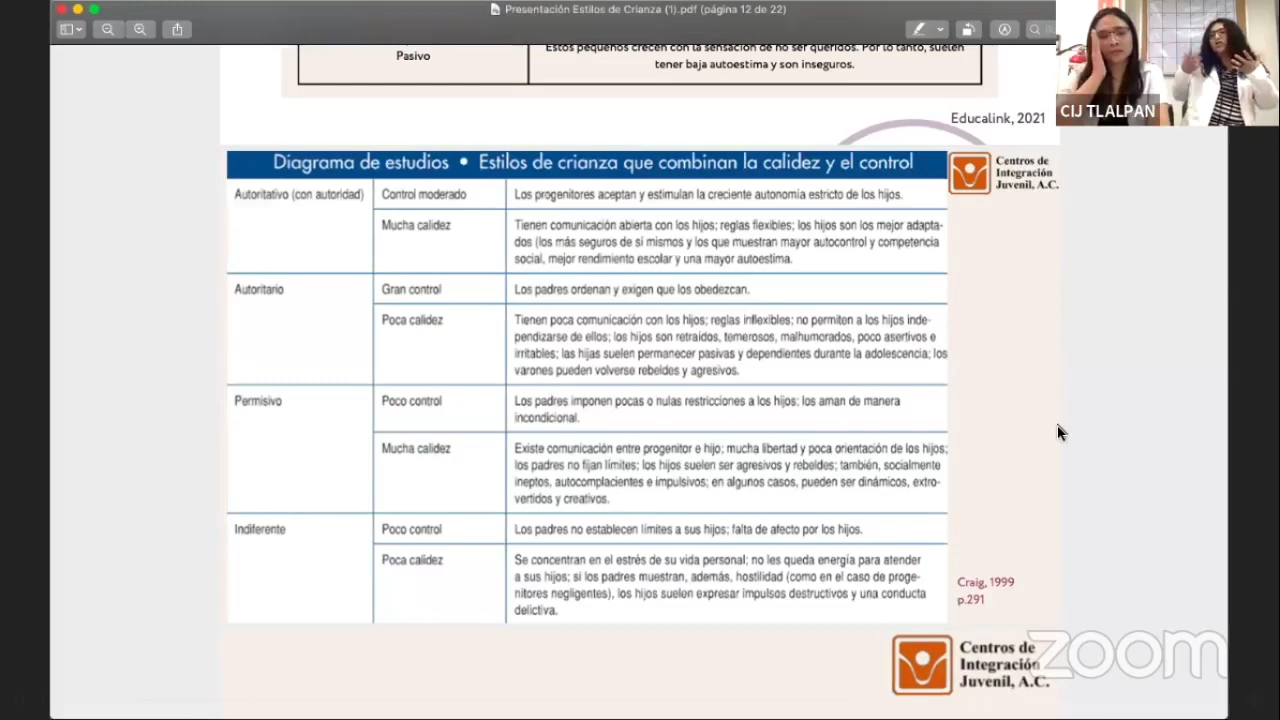 Presentación Estilos de Crianza (1).pdf (página 12 de 22)
Pasivo
Estos pequeños crecen con la sensación de no ser queridos. Por lo tanto, suelen
tener baja autoestima y son inseguros.
CIJ TLALPAN
Educalink, 2021
Diagrama de estudios • Estilos de crianza que combinan la calidez y el control
Centros de
Integración
Juvenil, A.C.
Autoritativo (con autoridad)
Control moderado
Los progenitores aceptan y estimulan la creciente autonomía estricto de los hijos.
Mucha calidez
Tienen comunicación abierta con los hijos; reglas flexibles; los hijos son los mejor adapta-
dos (los más seguros de sí mismos y los que muestran mayor autocontrol y competencia
social, mejor rendimiento escolar y una mayor autoestima.
Autoritario
Gran control
Los padres ordenan y exigen que los obedezcan.
Poca calidez
Tienen poca comunicación con los hijos; reglas inflexibles; no permiten a los hijos inde-
pendizarse de ellos; los hijos son retraídos, temerosos, malhumorados, poco asertivos e
irritables; las hijas suelen permanecer pasivas y dependientes durante la adolescencia; los
varones pueden volverse rebeldes y agresivos.
Permisivo
Poco control
Los padres imponen pocas o nulas restricciones a los hijos; los aman de manera
incondicional.
Mucha calidez
Existe comunicación entre progenitor e hijo; mucha libertad y poca orientación de los hijos;
los padres no fijan límites; los hijos suelen ser agresivos y rebeldes; también, socialmente
ineptos, autocomplacientes e impulsivos; en algunos casos, pueden ser dinámicos, extro-
vertidos y creativos.
Indiferente
Poco control
Los padres no establecen límites a sus hijos; falta de afecto por los hijos.
Poca calidez
Se concentran en el estrés de su vida personal; no les queda energía para atender
a sus hijos; si los padres muestran, además, hostilidad (como en el caso de proge-
nitores negligentes), los hijos suelen expresar impulsos destructivos y una conducta
delictiva.
Craig, 1999
p.291
Centros de
Integración
Juvenil, A.C.
zoom